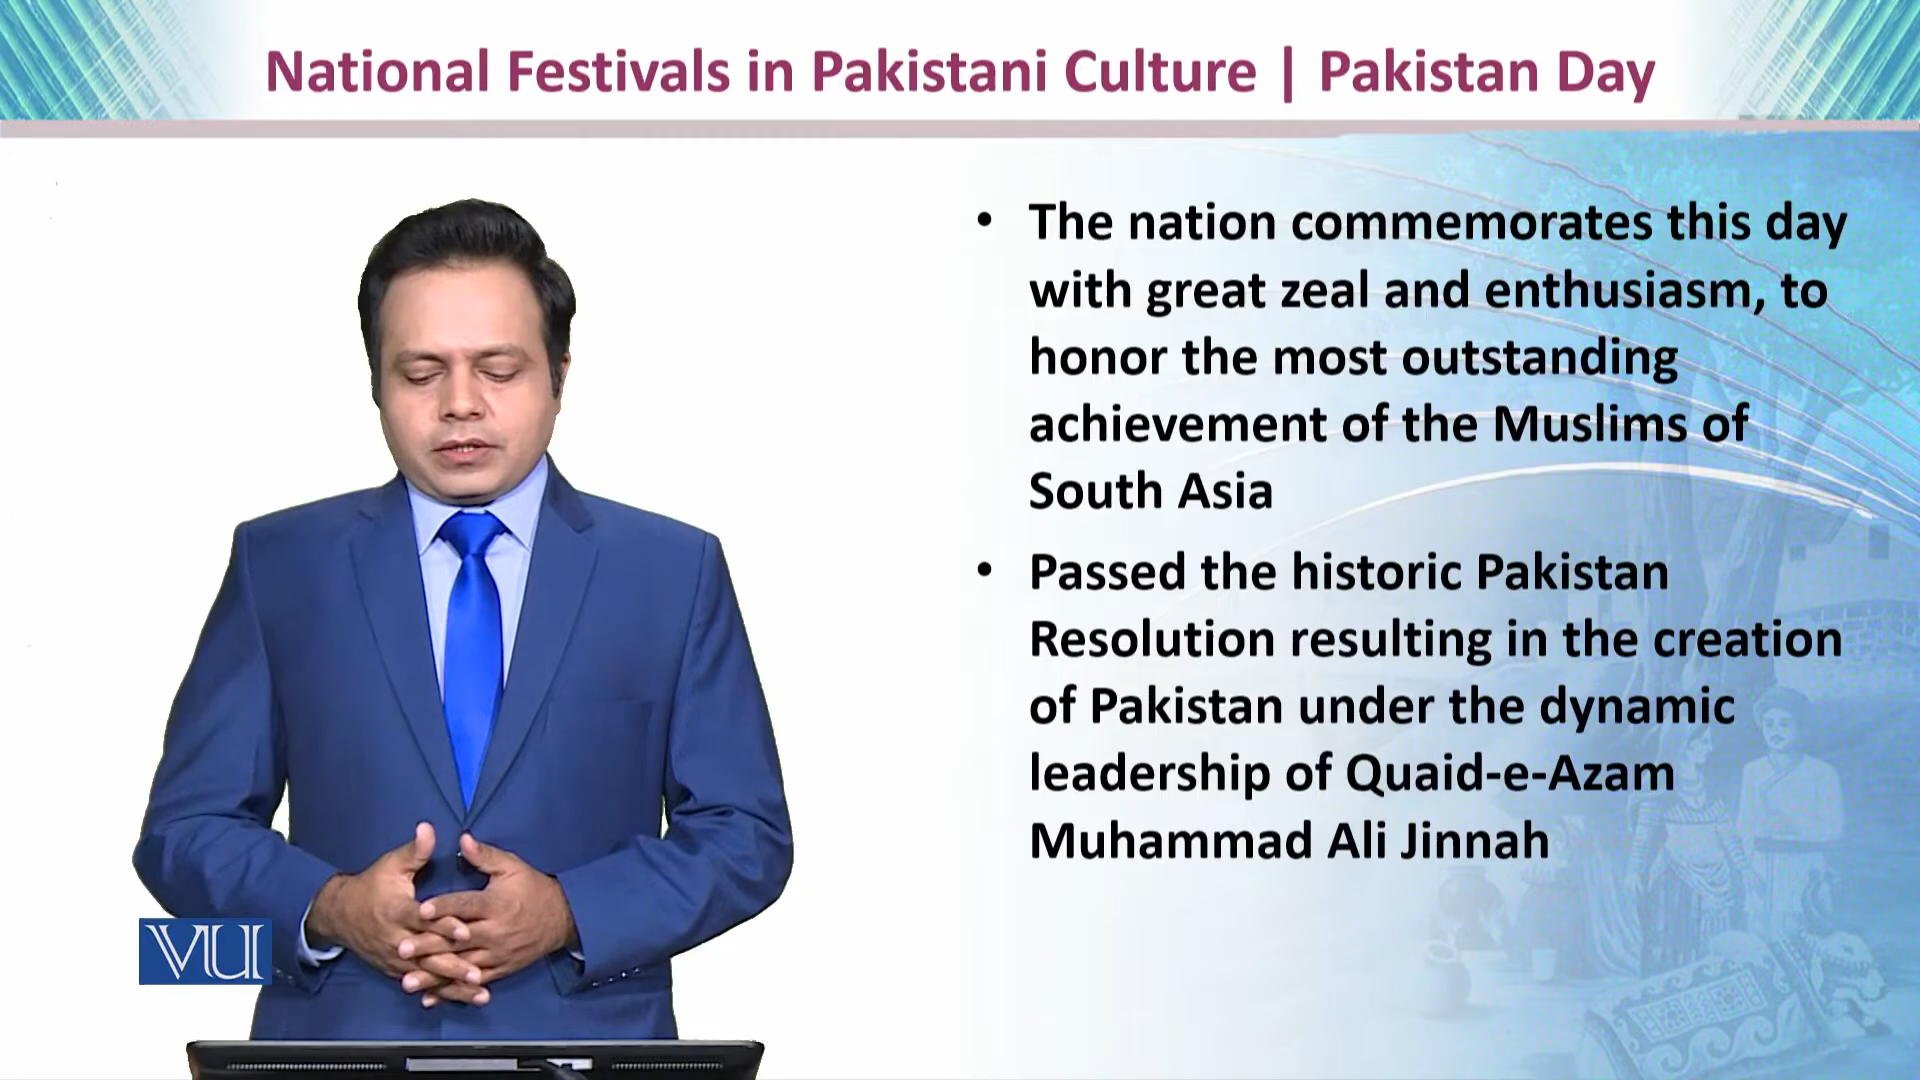 National Festivals in Pakistani Culture | Pakistan Day
• The nation commemorates this day
with great zeal and enthusiasm, to
honor the most outstanding
achievement of the Muslims of
South Asia
• Passed the historic Pakistan
Resolution resulting in the creation
of Pakistan under the dynamic
leadership of Quaid-e-Azam
Muhammad Ali Jinnah
VU